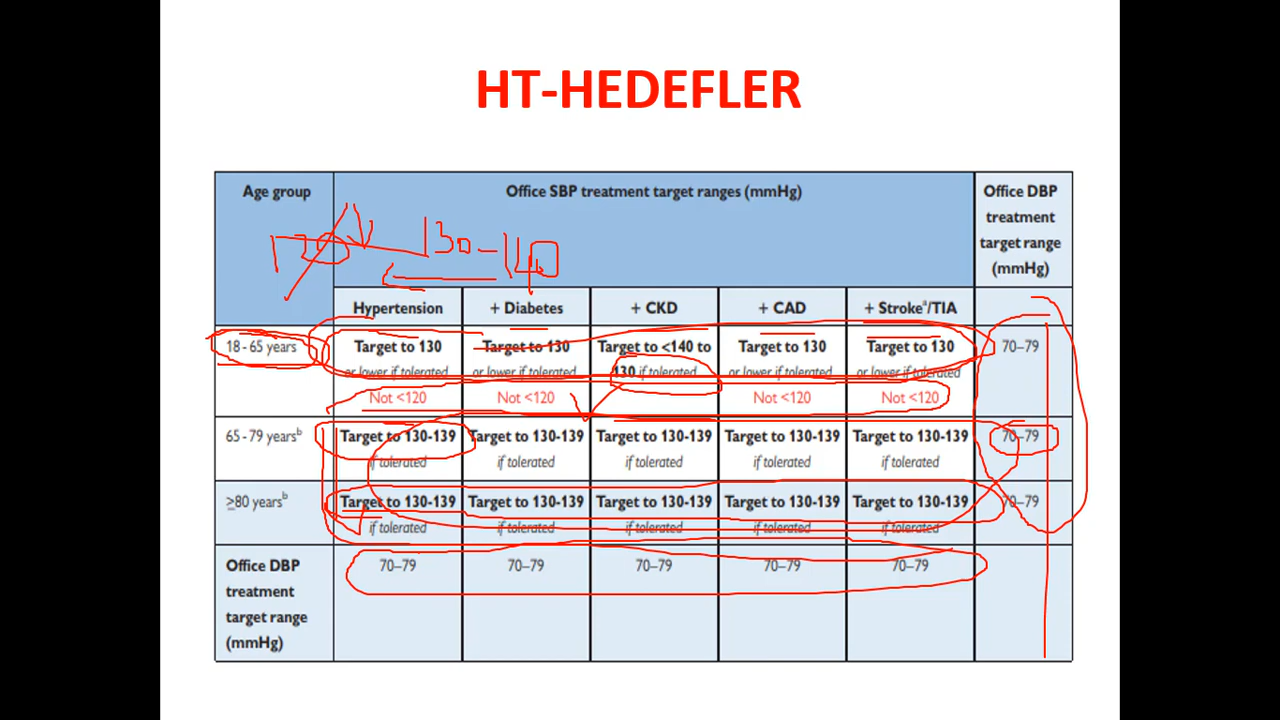 HT-HEDEFLER
Age group
Office SBP treatment target ranges (mmHg)
Office DBP
treatment
target range
(mmHg)
130-140
Hypertension + Diabetes + CKD + CAD + Strokeᵃ/TIA
18 - 65 years Target to 130 Target to 130 Target to <140 to Target to 130 Target to 130 70–79
or lower if tolerated or lower if tolerated 130 if tolerated or lower if tolerated or lower if tolerated
Not <120 Not <120 Not <120 Not <120
65 - 79 yearsᵇ Target to 130-139 Target to 130-139 Target to 130-139 Target to 130-139 Target to 130-139 70–79
if tolerated if tolerated if tolerated if tolerated if tolerated
≥80 yearsᵇ Target to 130-139 Target to 130-139 Target to 130-139 Target to 130-139 Target to 130-139 70–79
if tolerated if tolerated if tolerated if tolerated if tolerated
Office DBP 70–79 70–79 70–79 70–79 70–79
treatment
target range
(mmHg)